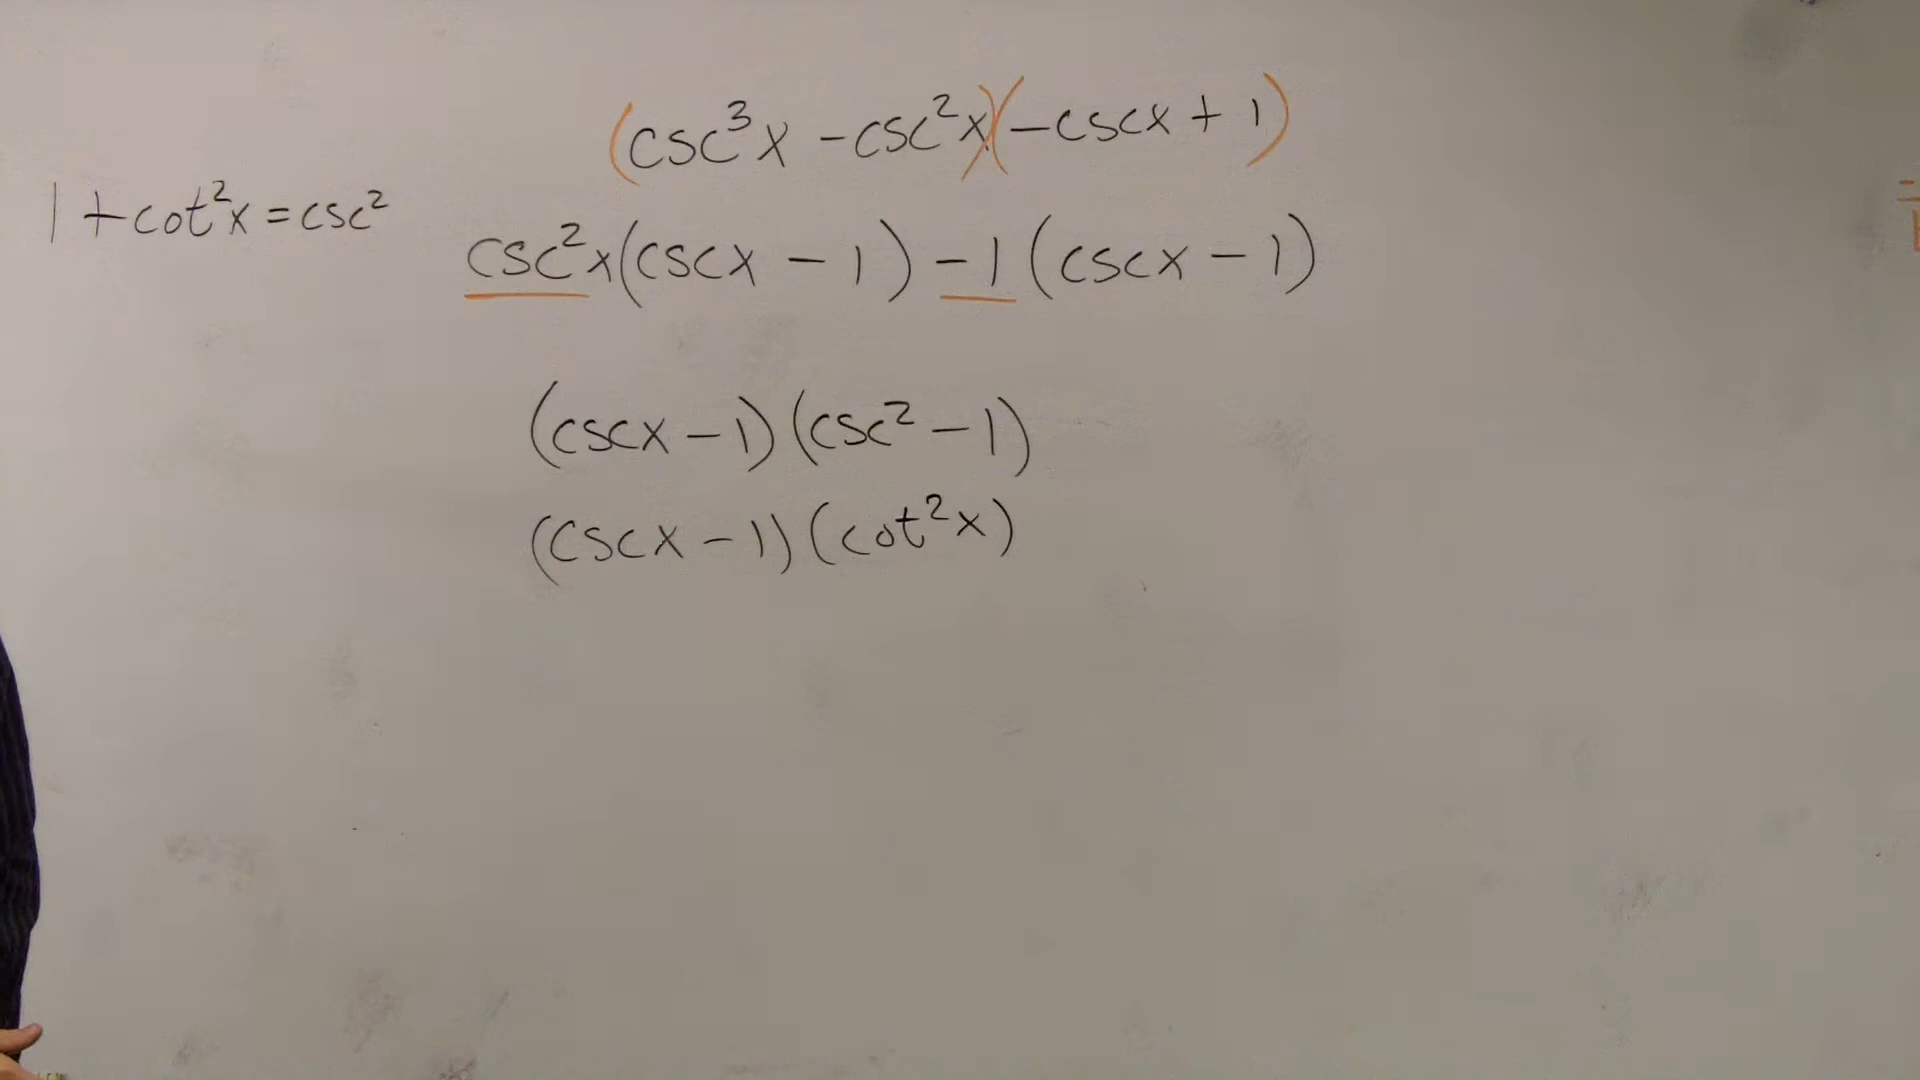 (csc³x - csc²x)(-cscx + 1)
1 + cot²x = csc²
csc²x(cscx - 1) - 1(cscx - 1)
(cscx - 1)(csc² - 1)
(cscx - 1)(cot²x)